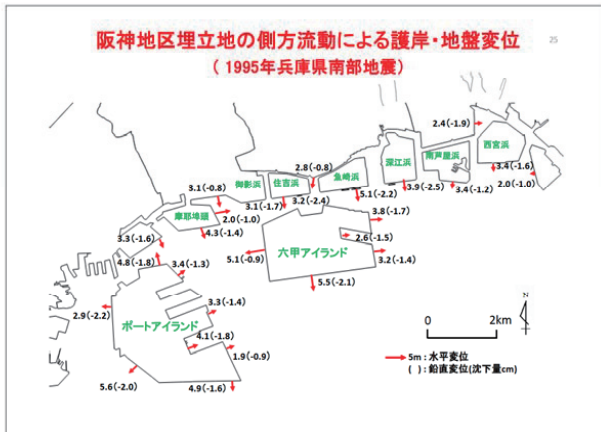 阪神地区埋立地の側方流動による護岸・地盤変位
25
(1995年兵庫県南部地震)
2.4(-1.9)
西宮浜
南芦屋浜
深江浜
2.8(-0.8)
魚崎浜
3.4(-1.6)
2.0(-1.0)
御影浜
住吉浜
3.1(-0.8)
3.1(-1.7)
3.2(-2.4)
5.1(-2.2)
3.9(-2.5)
3.4(-1.2)
摩耶埠頭
2.0(-1.0)
4.3(-1.4)
3.8(-1.7)
3.3(-1.6)
2.6(-1.5)
六甲アイランド
4.8(-1.8)
3.4(-1.3)
5.1(-0.9)
3.2(-1.4)
5.5(-2.1)
3.3(-1.4)
2.9(-2.2)
ポートアイランド
4.1(-1.8)
1.9(-0.9)
5.6(-2.0)
4.9(-1.6)
N
0 2km
5m:水平変位
( ):鉛直変位(沈下量cm)